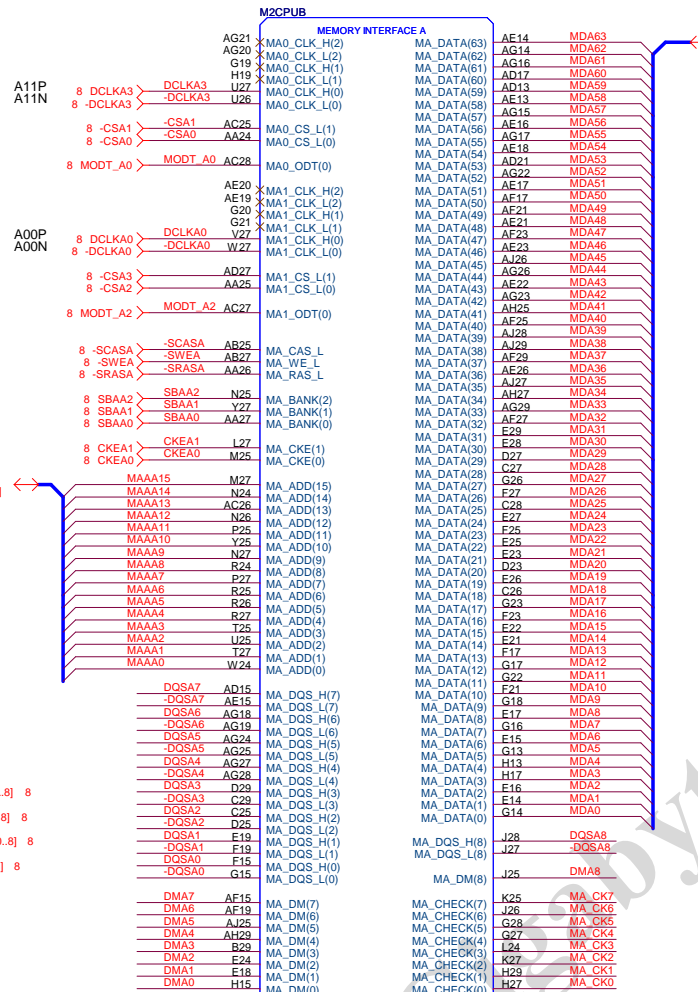 M2CPUB
MEMORY INTERFACE A
AG21 MA0_CLK_H(2)
AG20 MA0_CLK_L(2)
G19 MA0_CLK_H(1)
H19 MA0_CLK_L(1)
A11P 8 DCLKA3 DCLKA3 U27 MA0_CLK_H(0)
A11N 8 -DCLKA3 -DCLKA3 U26 MA0_CLK_L(0)
8 -CSA1 -CSA1 AC25 MA0_CS_L(1)
8 -CSA0 -CSA0 AA24 MA0_CS_L(0)
8 MODT_A0 MODT_A0 AC28 MA0_ODT(0)
AE20 MA1_CLK_H(2)
AE19 MA1_CLK_L(2)
G20 MA1_CLK_H(1)
G21 MA1_CLK_L(1)
A00P 8 DCLKA0 DCLKA0 V27 MA1_CLK_H(0)
A00N 8 -DCLKA0 -DCLKA0 W27 MA1_CLK_L(0)
8 -CSA3 AD27 MA1_CS_L(1)
8 -CSA2 AA25 MA1_CS_L(0)
8 MODT_A2 MODT_A2 AC27 MA1_ODT(0)
8 -SCASA -SCASA AB25 MA_CAS_L
8 -SWEA -SWEA AB27 MA_WE_L
8 -SRASA -SRASA AA26 MA_RAS_L
8 SBAA2 SBAA2 N25 MA_BANK(2)
8 SBAA1 SBAA1 Y27 MA_BANK(1)
8 SBAA0 SBAA0 AA27 MA_BANK(0)
8 CKEA1 CKEA1 L27 MA_CKE(1)
8 CKEA0 CKEA0 M25 MA_CKE(0)
MAAA15 M27 MA_ADD(15)
MAAA14 N24 MA_ADD(14)
MAAA13 AC26 MA_ADD(13)
MAAA12 N26 MA_ADD(12)
MAAA11 P25 MA_ADD(11)
MAAA10 Y25 MA_ADD(10)
MAAA9 N27 MA_ADD(9)
MAAA8 R24 MA_ADD(8)
MAAA7 P27 MA_ADD(7)
MAAA6 R25 MA_ADD(6)
MAAA5 R26 MA_ADD(5)
MAAA4 R27 MA_ADD(4)
MAAA3 T25 MA_ADD(3)
MAAA2 U25 MA_ADD(2)
MAAA1 T27 MA_ADD(1)
MAAA0 W24 MA_ADD(0)
DQSA7 AD15 MA_DQS_H(7)
-DQSA7 AE15 MA_DQS_L(7)
DQSA6 AG18 MA_DQS_H(6)
-DQSA6 AG19 MA_DQS_L(6)
DQSA5 AG24 MA_DQS_H(5)
-DQSA5 AG25 MA_DQS_L(5)
DQSA4 AG27 MA_DQS_H(4)
-DQSA4 AG28 MA_DQS_L(4)
DQSA3 D29 MA_DQS_H(3)
-DQSA3 C29 MA_DQS_L(3)
DQSA2 C25 MA_DQS_H(2)
-DQSA2 D25 MA_DQS_L(2)
DQSA1 E19 MA_DQS_H(1)
-DQSA1 F19 MA_DQS_L(1)
DQSA0 F15 MA_DQS_H(0)
-DQSA0 G15 MA_DQS_L(0)
..8] 8
8] 8
..8] 8
] 8
DMA7 AF15 MA_DM(7)
DMA6 AF19 MA_DM(6)
DMA5 AJ25 MA_DM(5)
DMA4 AH29 MA_DM(4)
DMA3 B29 MA_DM(3)
DMA2 E24 MA_DM(2)
DMA1 E18 MA_DM(1)
DMA0 H15 MA_DM(0)
MA_DATA(63) AE14 MDA63
MA_DATA(62) AG14 MDA62
MA_DATA(61) AG16 MDA61
MA_DATA(60) AD17 MDA60
MA_DATA(59) AD13 MDA59
MA_DATA(58) AE13 MDA58
MA_DATA(57) AG15 MDA57
MA_DATA(56) AE16 MDA56
MA_DATA(55) AG17 MDA55
MA_DATA(54) AE18 MDA54
MA_DATA(53) AD21 MDA53
MA_DATA(52) AG22 MDA52
MA_DATA(51) AE17 MDA51
MA_DATA(50) AF17 MDA50
MA_DATA(49) AF21 MDA49
MA_DATA(48) AE21 MDA48
MA_DATA(47) AF23 MDA47
MA_DATA(46) AE23 MDA46
MA_DATA(45) AJ26 MDA45
MA_DATA(44) AG26 MDA44
MA_DATA(43) AE22 MDA43
MA_DATA(42) AG23 MDA42
MA_DATA(41) AH25 MDA41
MA_DATA(40) AF25 MDA40
MA_DATA(39) AJ28 MDA39
MA_DATA(38) AJ29 MDA38
MA_DATA(37) AF29 MDA37
MA_DATA(36) AE26 MDA36
MA_DATA(35) AJ27 MDA35
MA_DATA(34) AH27 MDA34
MA_DATA(33) AG29 MDA33
MA_DATA(32) AF27 MDA32
MA_DATA(31) E29 MDA31
MA_DATA(30) E28 MDA30
MA_DATA(29) D27 MDA29
MA_DATA(28) C27 MDA28
MA_DATA(27) G26 MDA27
MA_DATA(26) F27 MDA26
MA_DATA(25) C28 MDA25
MA_DATA(24) E27 MDA24
MA_DATA(23) F25 MDA23
MA_DATA(22) E25 MDA22
MA_DATA(21) E23 MDA21
MA_DATA(20) D23 MDA20
MA_DATA(19) E26 MDA19
MA_DATA(18) C26 MDA18
MA_DATA(17) G23 MDA17
MA_DATA(16) F23 MDA16
MA_DATA(15) E22 MDA15
MA_DATA(14) E21 MDA14
MA_DATA(13) F17 MDA13
MA_DATA(12) G17 MDA12
MA_DATA(11) G22 MDA11
MA_DATA(10) F21 MDA10
MA_DATA(9) G18 MDA9
MA_DATA(8) E17 MDA8
MA_DATA(7) G16 MDA7
MA_DATA(6) E15 MDA6
MA_DATA(5) G13 MDA5
MA_DATA(4) H13 MDA4
MA_DATA(3) H17 MDA3
MA_DATA(2) E16 MDA2
MA_DATA(1) E14 MDA1
MA_DATA(0) G14 MDA0
MA_DQS_H(8) J28 DQSA8
MA_DQS_L(8) J27 -DQSA8
MA_DM(8) J25 DMA8
MA_CHECK(7) K25 MA_CK7
MA_CHECK(6) J26 MA_CK6
MA_CHECK(5) G28 MA_CK5
MA_CHECK(4) G27 MA_CK4
MA_CHECK(3) L24 MA_CK3
MA_CHECK(2) K27 MA_CK2
MA_CHECK(1) H29 MA_CK1
MA_CHECK(0) H27 MA_CK0